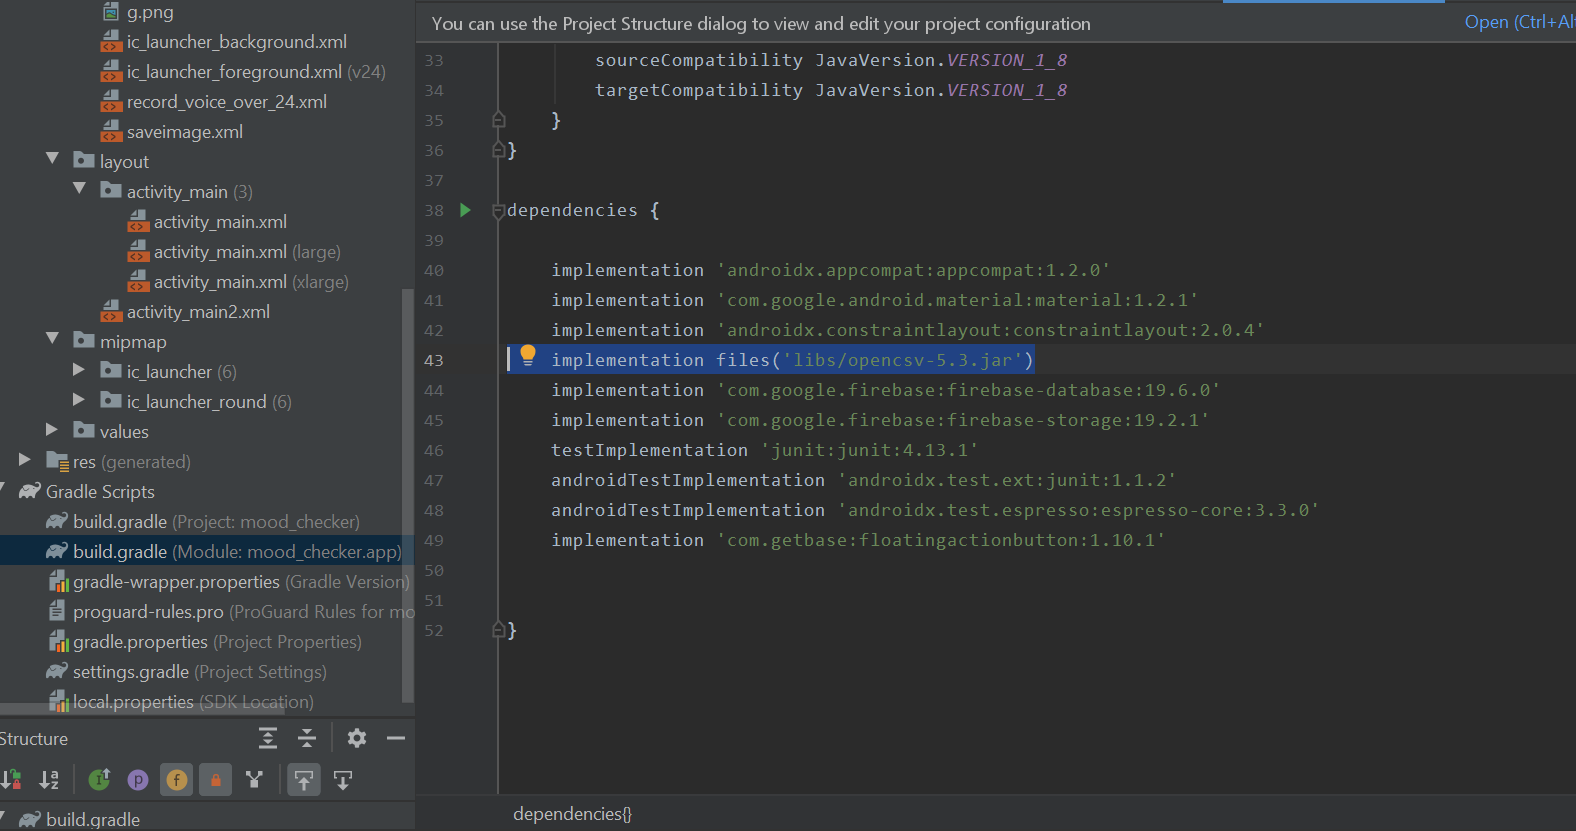 g.png
ic_launcher_background.xml
ic_launcher_foreground.xml (v24)
record_voice_over_24.xml
saveimage.xml
layout
activity_main (3)
activity_main.xml
activity_main.xml (large)
activity_main.xml (xlarge)
activity_main2.xml
mipmap
ic_launcher (6)
ic_launcher_round (6)
values
res (generated)
Gradle Scripts
build.gradle (Project: mood_checker)
build.gradle (Module: mood_checker.app)
gradle-wrapper.properties (Gradle Version)
proguard-rules.pro (ProGuard Rules for mo
gradle.properties (Project Properties)
settings.gradle (Project Settings)
local.properties (SDK Location)
Structure
build.gradle
You can use the Project Structure dialog to view and edit your project configuration
Open (Ctrl+Al
33 sourceCompatibility JavaVersion.VERSION_1_8
34 targetCompatibility JavaVersion.VERSION_1_8
35 }
36 }
37
38 dependencies {
39
40 implementation 'androidx.appcompat:appcompat:1.2.0'
41 implementation 'com.google.android.material:material:1.2.1'
42 implementation 'androidx.constraintlayout:constraintlayout:2.0.4'
43 implementation files('libs/opencsv-5.3.jar')
44 implementation 'com.google.firebase:firebase-database:19.6.0'
45 implementation 'com.google.firebase:firebase-storage:19.2.1'
46 testImplementation 'junit:junit:4.13.1'
47 androidTestImplementation 'androidx.test.ext:junit:1.1.2'
48 androidTestImplementation 'androidx.test.espresso:espresso-core:3.3.0'
49 implementation 'com.getbase:floatingactionbutton:1.10.1'
50
51
52 }
dependencies{}